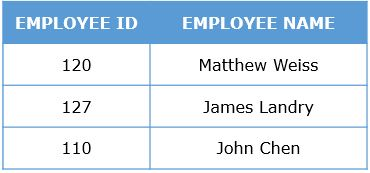 EMPLOYEE ID EMPLOYEE NAME
120 Matthew Weiss
127 James Landry
110 John Chen